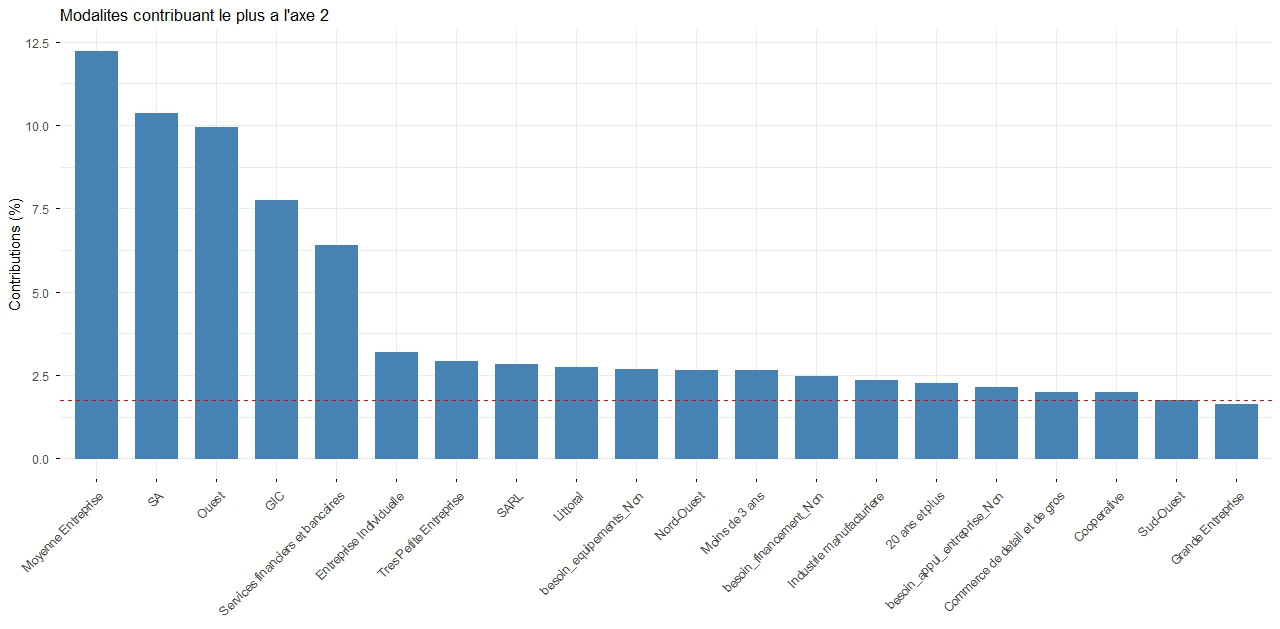 Modalites contribuant le plus a l'axe 2
Contributions (%)
12.5
10.0
7.5
5.0
2.5
0.0
Moyenne Entreprise
SA
Ouest
GIC
Services financiers et bancaires
Entreprise Individuelle
Tres Petite Entreprise
SARL
Littoral
besoin_equipements_Non
Nord-Ouest
Moins de 3 ans
besoin_financement_Non
Industrie manufacturiere
20 ans et plus
besoin_appui_entreprise_Non
Commerce de detail et de gros
Cooperative
Sud-Ouest
Grande Entreprise